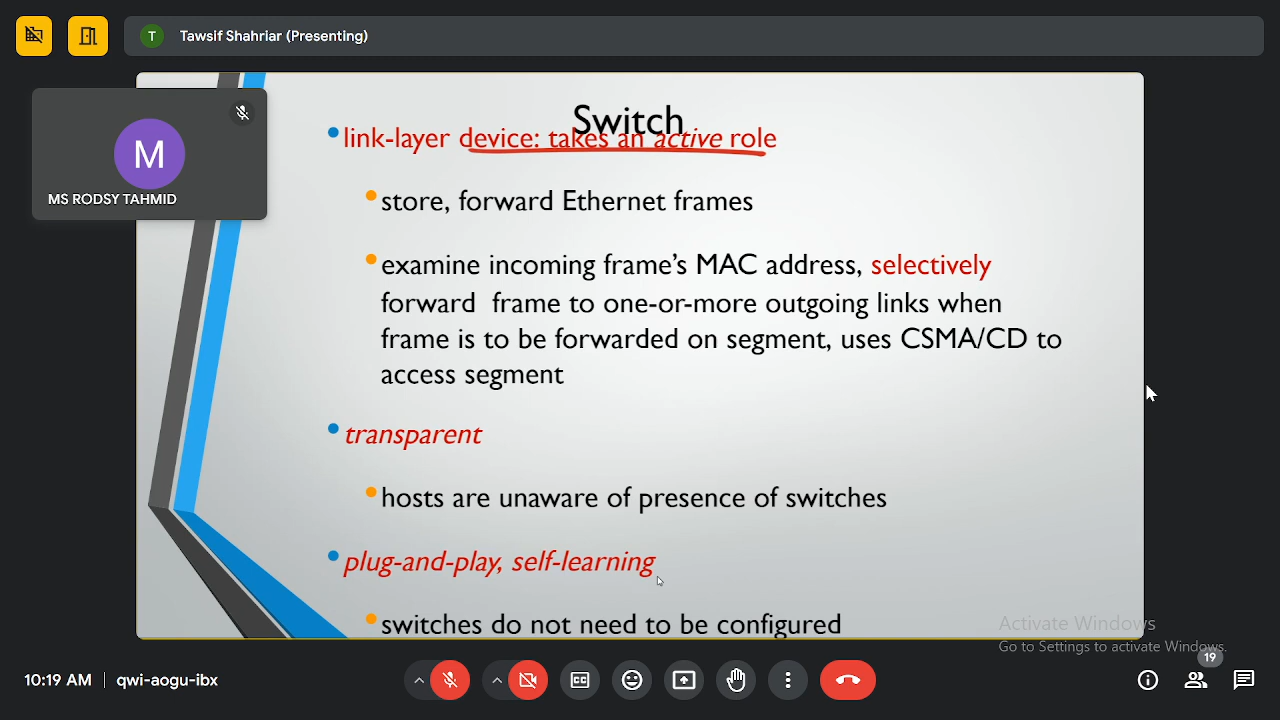 T Tawsif Shahriar (Presenting)
M
MS RODSY TAHMID
Switch
link-layer device: takes an active role
store, forward Ethernet frames
examine incoming frame's MAC address, selectively
forward frame to one-or-more outgoing links when
frame is to be forwarded on segment, uses CSMA/CD to
access segment
transparent
hosts are unaware of presence of switches
plug-and-play, self-learning
switches do not need to be configured
Activate Windows
Go to Settings to activate Windows.
10:19 AM | qwi-aogu-ibx
CC
19